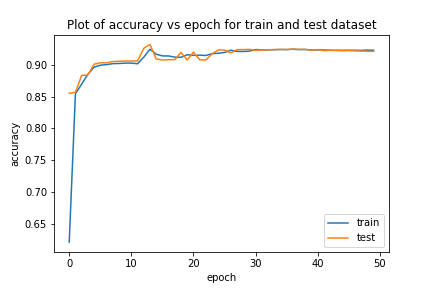 Plot of accuracy vs epoch for train and test dataset
0.90
0.85
0.80
0.75
0.70
0.65
accuracy
0 10 20 30 40 50
epoch
train
test